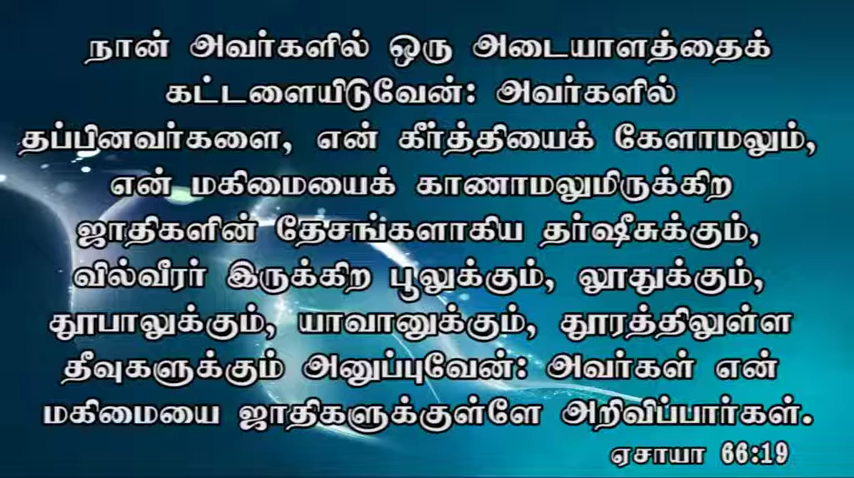 நான் அவர்களில் ஒரு அடையாளத்தைக்
கட்டளையிடுவேன்: அவர்களில்
தப்பினவர்களை, என் கீர்த்தியைக் கேளாமலும்,
என் மகிமையைக் காணாமலுமிருக்கிற
ஜாதிகளின் தேசங்களாகிய தர்ஷீசுக்கும்,
வில்வீரர் இருக்கிற பூலுக்கும், லூதுக்கும்,
தூபாலுக்கும், யாவானுக்கும், தூரத்திலுள்ள
தீவுகளுக்கும் அனுப்புவேன்: அவர்கள் என்
மகிமையை ஜாதிகளுக்குள்ளே அறிவிப்பார்கள்.
ஏசாயா 66:19